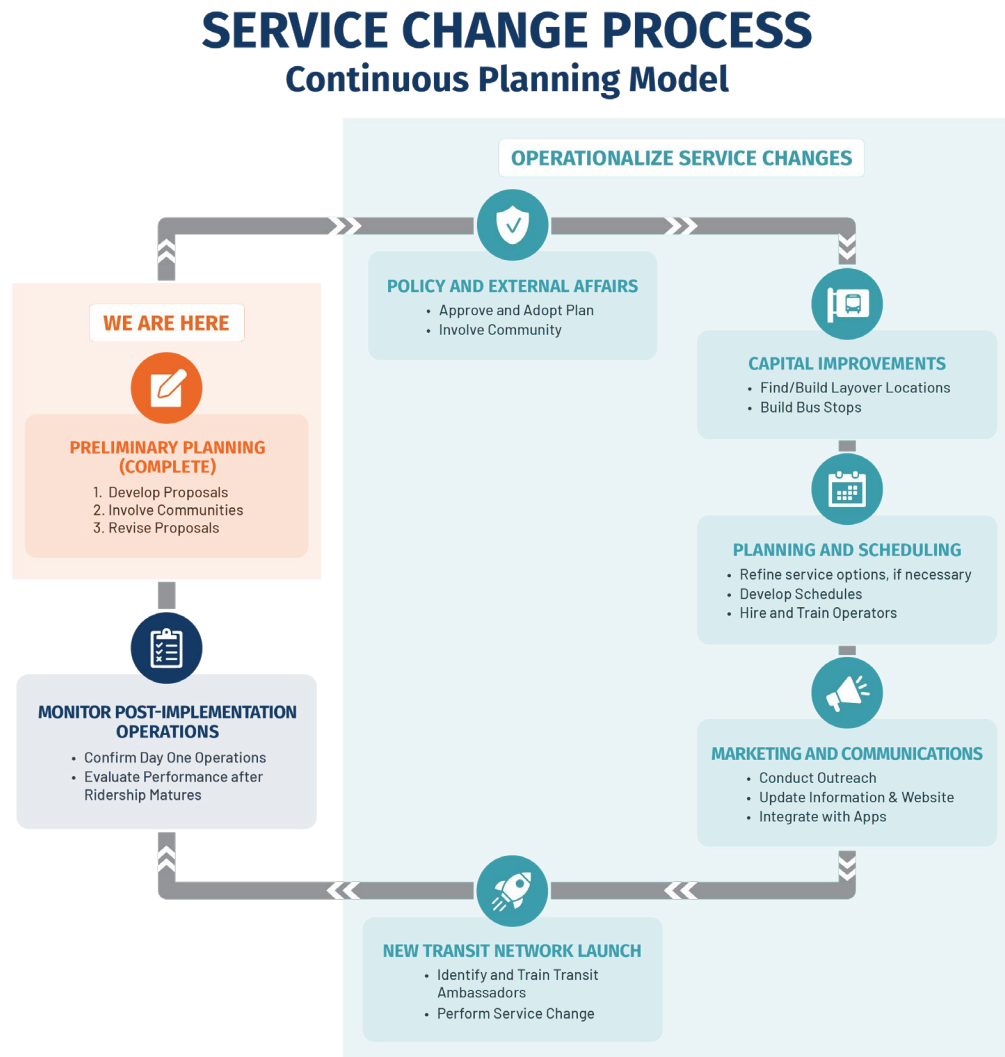 SERVICE CHANGE PROCESS
Continuous Planning Model
OPERATIONALIZE SERVICE CHANGES
WE ARE HERE
PRELIMINARY PLANNING
(COMPLETE)
1. Develop Proposals
2. Involve Communities
3. Revise Proposals
POLICY AND EXTERNAL AFFAIRS
• Approve and Adopt Plan
• Involve Community
CAPITAL IMPROVEMENTS
• Find/Build Layover Locations
• Build Bus Stops
PLANNING AND SCHEDULING
• Refine service options, if necessary
• Develop Schedules
• Hire and Train Operators
MARKETING AND COMMUNICATIONS
• Conduct Outreach
• Update Information & Website
• Integrate with Apps
NEW TRANSIT NETWORK LAUNCH
• Identify and Train Transit
Ambassadors
• Perform Service Change
MONITOR POST-IMPLEMENTATION
OPERATIONS
• Confirm Day One Operations
• Evaluate Performance after
Ridership Matures